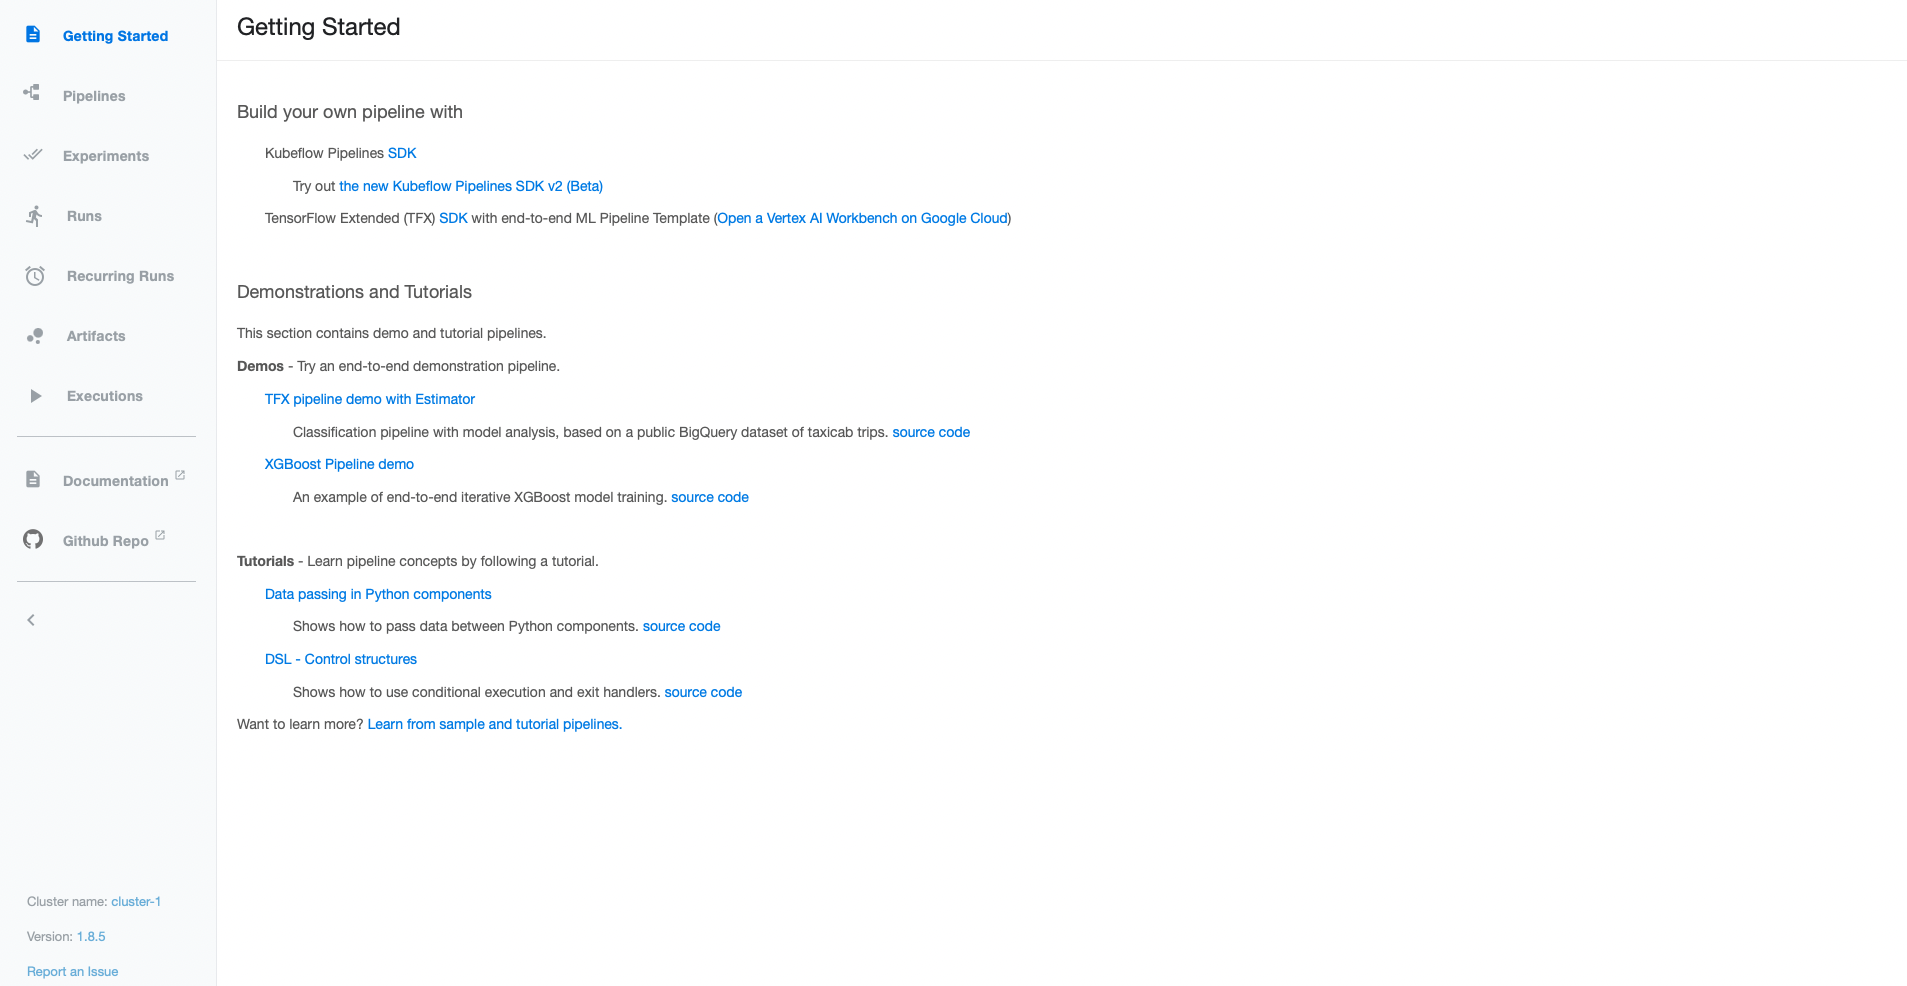 Getting Started
Pipelines
Experiments
Runs
Recurring Runs
Artifacts
Executions
Documentation
Github Repo
Cluster name: cluster-1
Version: 1.8.5
Report an Issue
Getting Started
Build your own pipeline with
Kubeflow Pipelines SDK
Try out the new Kubeflow Pipelines SDK v2 (Beta)
TensorFlow Extended (TFX) SDK with end-to-end ML Pipeline Template (Open a Vertex AI Workbench on Google Cloud)
Demonstrations and Tutorials
This section contains demo and tutorial pipelines.
Demos - Try an end-to-end demonstration pipeline.
TFX pipeline demo with Estimator
Classification pipeline with model analysis, based on a public BigQuery dataset of taxicab trips. source code
XGBoost Pipeline demo
An example of end-to-end iterative XGBoost model training. source code
Tutorials - Learn pipeline concepts by following a tutorial.
Data passing in Python components
Shows how to pass data between Python components. source code
DSL - Control structures
Shows how to use conditional execution and exit handlers. source code
Want to learn more? Learn from sample and tutorial pipelines.